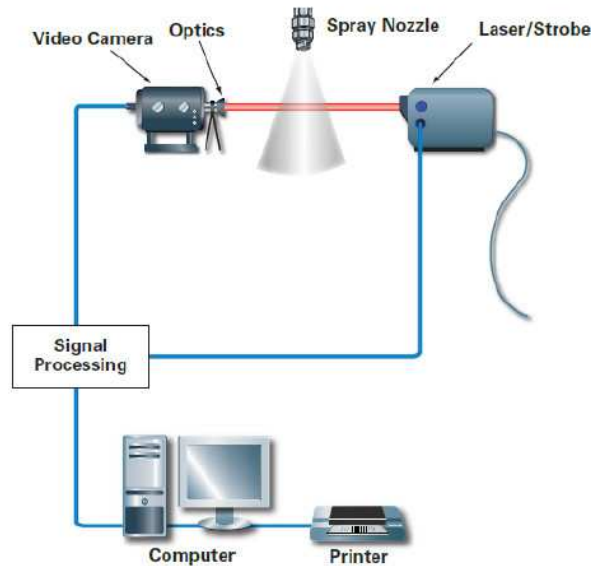 Video Camera
Optics
Spray Nozzle
Laser/Strobe
Signal
Processing
Computer
Printer